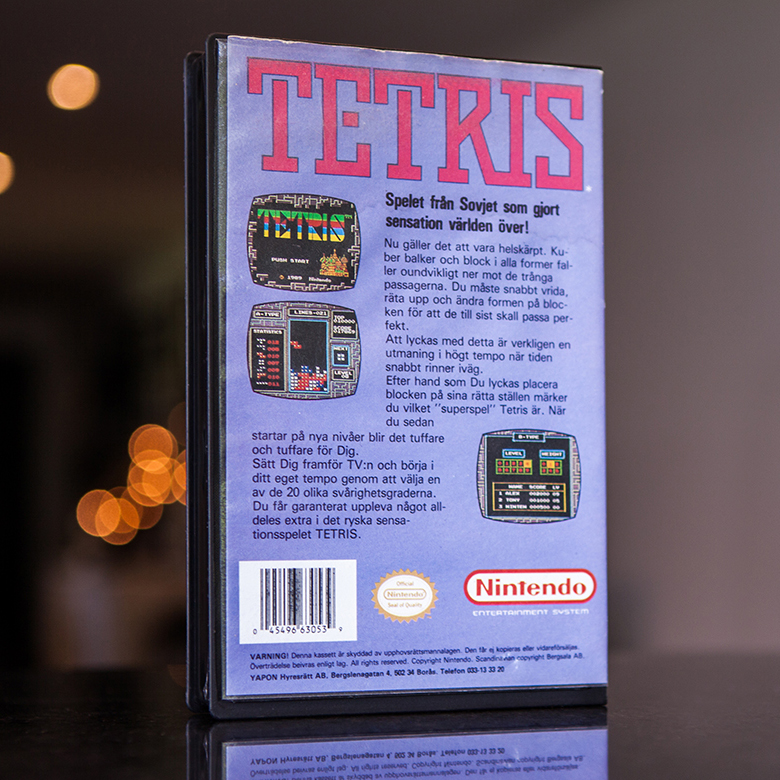 TETRIS
Spelet från Sovjet som gjort
sensation världen över!
Nu gäller det att vara helskärpt. Ku-
ber balker och block i alla former fal-
ler oundvikligt ner mot de trånga
passagerna. Du måste snabbt vrida,
räta upp och ändra formen på bloc-
ken för att de till sist skall passa per-
fekt.
Att lyckas med detta är verkligen en
utmaning i högt tempo när tiden
snabbt rinner iväg.
Efter hand som Du lyckas placera
blocken på sina rätta ställen märker
du vilket "superspel" Tetris är. När
du sedan
startar på nya nivåer blir det tuffare
och tuffare för Dig.
Sätt Dig framför TV:n och börja i
ditt eget tempo genom att välja en
av de 20 olika svårighetsgraderna.
Du får garanterat uppleva något all-
deles extra i det ryska sensa-
tionsspelet TETRIS.
TETRIS™
PUSH START
© 1989 Nintendo
A-TYPE
LINES-021
TOP
010000
SCORE
STATISTICS
NEXT
LEVEL
B-TYPE
LEVEL HEIGHT
NAME SCORE LV
1 ALEX
2 TONY
3 NINTEN
0 45496 63053 9
Official
Nintendo
Seal of Quality
Nintendo
ENTERTAINMENT SYSTEM
VARNING! Denna kassett är skyddad av upphovsrättsmannalagen. Den får ej kopieras eller vidareförsäljas.
Överträdelse beivras enligt lag. All rights reserved. Copyright Nintendo. Scandinavian copyright Bergsala AB.
YAPON Hyresrätt AB, Bergslenagatan 4, 502 34 Borås. Telefon 033-13 33 20